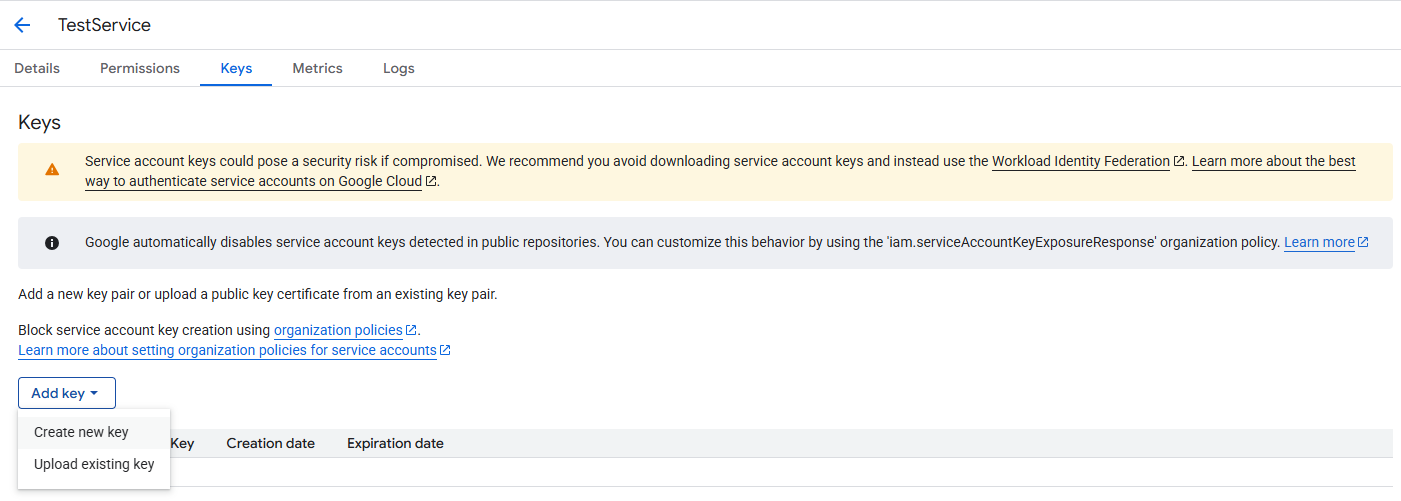 TestService
Details Permissions Keys Metrics Logs
Keys
Service account keys could pose a security risk if compromised. We recommend you avoid downloading service account keys and instead use the Workload Identity Federation. Learn more about the best
way to authenticate service accounts on Google Cloud.
Google automatically disables service account keys detected in public repositories. You can customize this behavior by using the 'iam.serviceAccountKeyExposureResponse' organization policy. Learn more
Add a new key pair or upload a public key certificate from an existing key pair.
Block service account key creation using organization policies.
Learn more about setting organization policies for service accounts
Add key
Create new key
Key Creation date Expiration date
Upload existing key